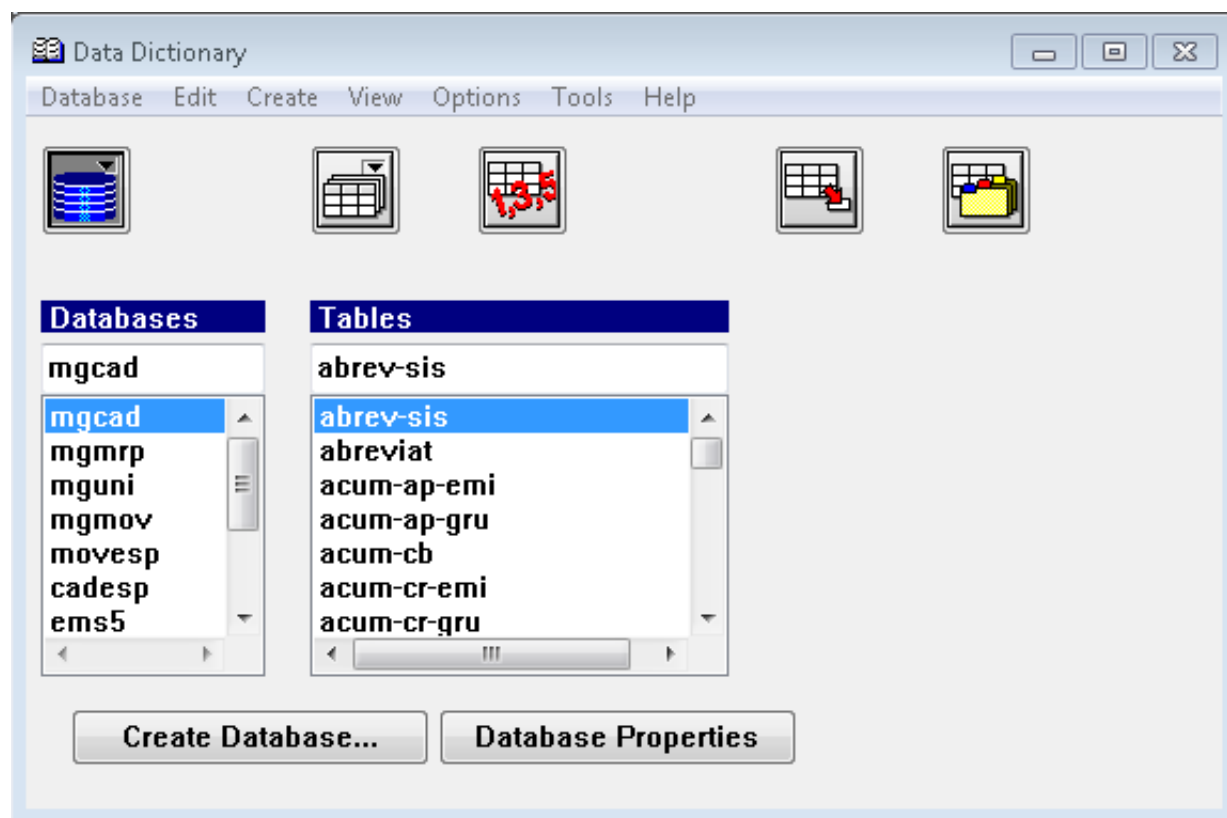 Data Dictionary
Database Edit Create View Options Tools Help
1,3,5
Databases
mgcad
mgcad
mgmrp
mguni
mgmov
movesp
cadesp
ems5
Tables
abrev-sis
abrev-sis
abreviat
acum-ap-emi
acum-ap-gru
acum-cb
acum-cr-emi
acum-cr-gru
Create Database... Database Properties